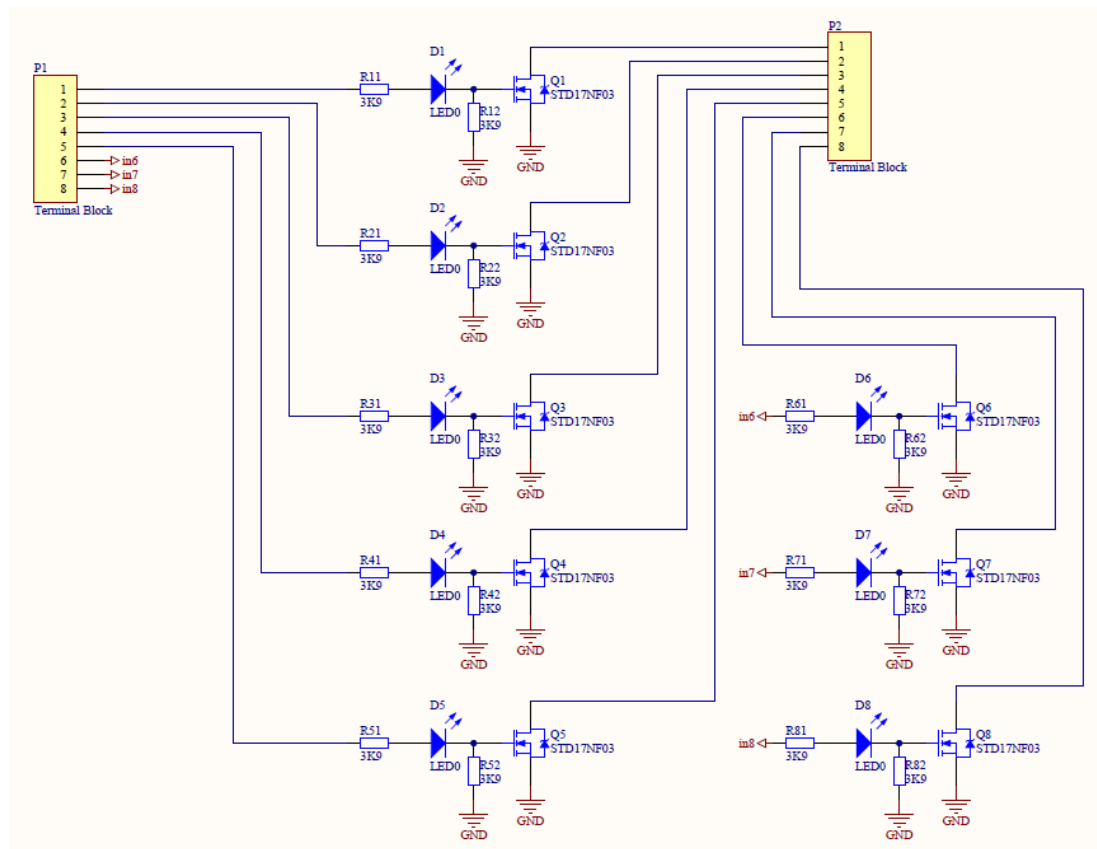 P1
1
2
3
4
5
6 in6
7 in7
8 in8
Terminal Block
P2
1
2
3
4
5
6
7
8
Terminal Block
R11
3K9
D1
LED0
R12
3K9
GND
Q1
STD17NF03
GND
R21
3K9
D2
LED0
R22
3K9
GND
Q2
STD17NF03
GND
R31
3K9
D3
LED0
R32
3K9
GND
Q3
STD17NF03
GND
R41
3K9
D4
LED0
R42
3K9
GND
Q4
STD17NF03
GND
R51
3K9
D5
LED0
R52
3K9
GND
Q5
STD17NF03
GND
in6
R61
3K9
D6
LED0
R62
3K9
GND
Q6
STD17NF03
GND
in7
R71
3K9
D7
LED0
R72
3K9
GND
Q7
STD17NF03
GND
in8
R81
3K9
D8
LED0
R82
3K9
GND
Q8
STD17NF03
GND